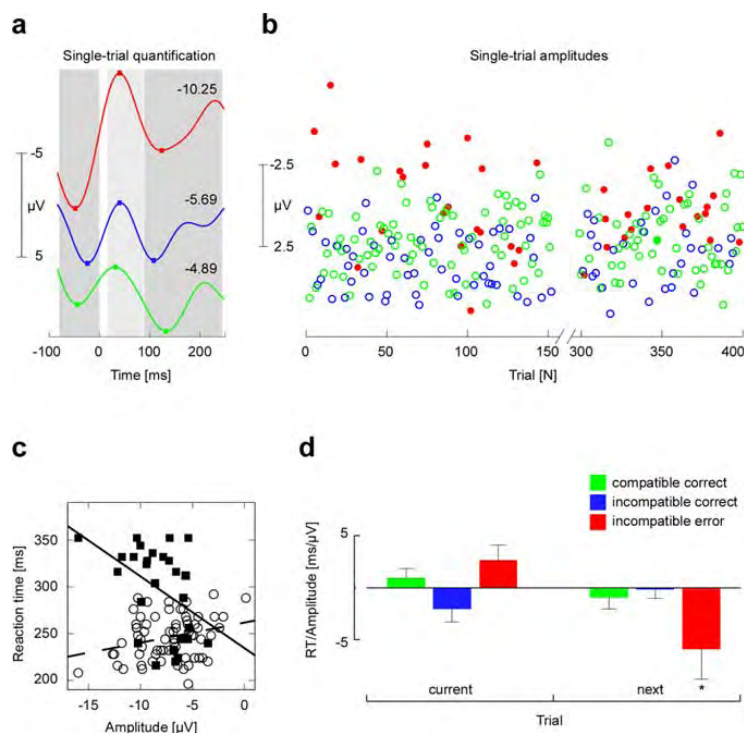 a
Single-trial quantification
-10.25
-5
-5.69
µV
5
-4.89
-100 0 100 200
Time [ms]
b
Single-trial amplitudes
-2.5
µV
2.5
0 50 100 150 300 350 400
Trial [N]
c
Reaction time [ms]
350
300
250
200
-15 -10 -5 0
Amplitude [µV]
d
compatible correct
incompatible correct
incompatible error
RT/Amplitude [ms/µV]
5
-5
*
current next
Trial